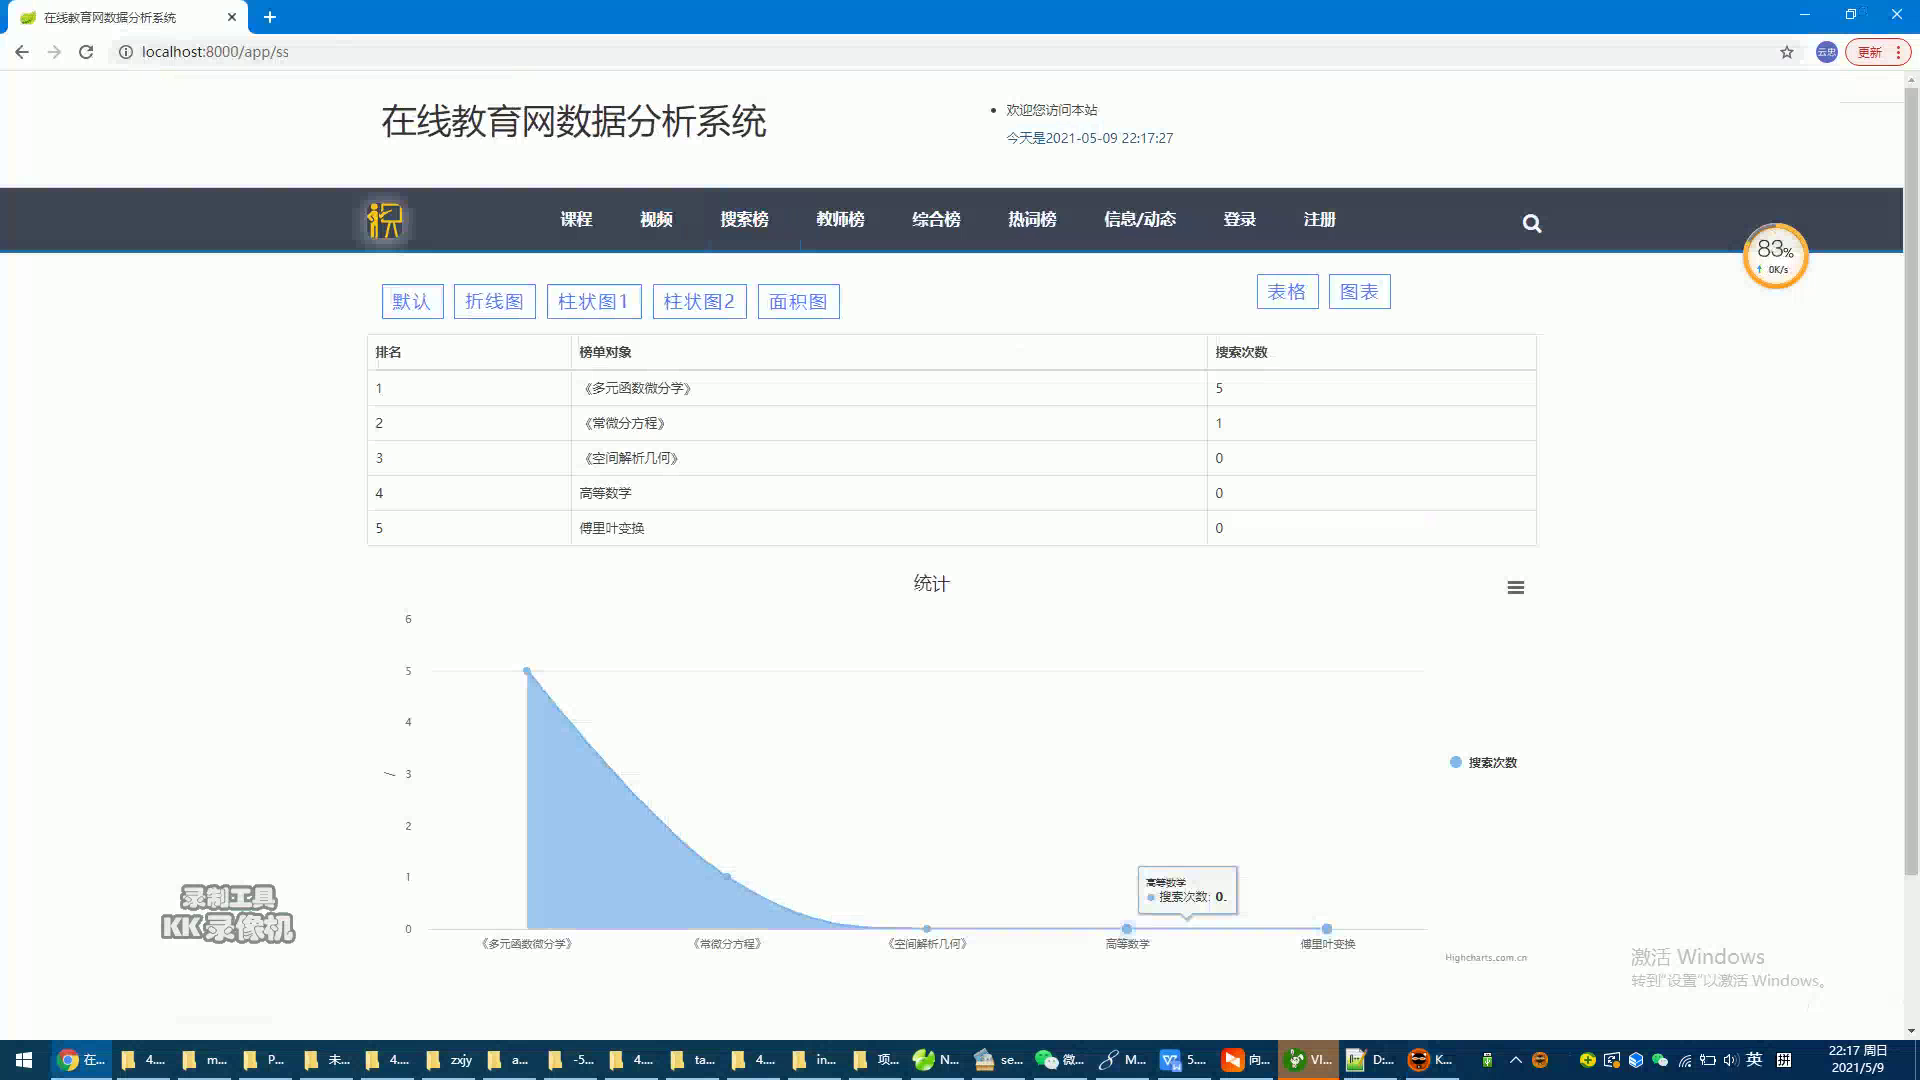 在线教育网数据分析系统
localhost:8000/app/ss
云忠
更新
在线教育网数据分析系统
欢迎您访问本站
今天是2021-05-09 22:17:27
课程 视频 搜索榜 教师榜 综合榜 热词榜 信息/动态 登录 注册
83%
0K/s
默认 折线图 柱状图1 柱状图2 面积图 表格 图表
排名 榜单对象 搜索次数
1 《多元函数微分学》 5
2 《常微分方程》 1
3 《空间解析几何》 0
4 高等数学 0
5 傅里叶变换 0
统计
6
5
4
3
2
1
0
搜索次数
高等数学
搜索次数: 0.
《多元函数微分学》 《常微分方程》 《空间解析几何》 高等数学 傅里叶变换
Highcharts.com.cn
录制工具
KK录像机
激活 Windows
转到"设置"以激活 Windows。
在... 4.... m... P... 未... 4.... zxjy a... -5... 4.... ta... 4.... in... 项... N... se... 微... M... 5.... 向... VI... D:... K... 英 拼
22:17 周日
2021/5/9